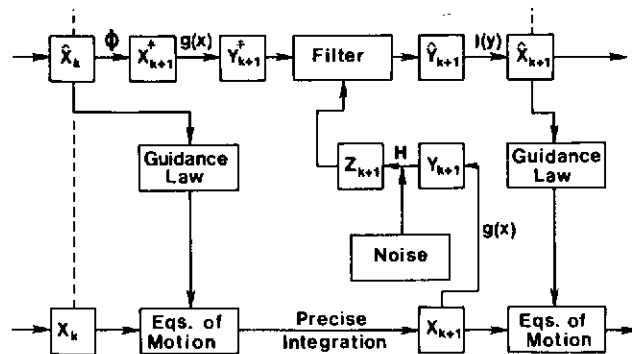 X̂k Φ X⁺k+1 g(x) Y⁺k+1 Filter Ŷk+1 l(y) X̂k+1
Guidance
Law
Zk+1 H Yk+1
Guidance
Law
Noise
g(x)
Xk
Eqs. of
Motion
Precise
Integration
Xk+1
Eqs. of
Motion